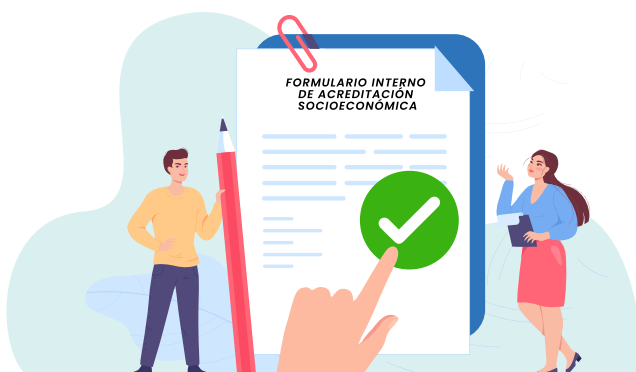 FORMULARIO INTERNO
DE ACREDITACIÓN
SOCIOECONÓMICA